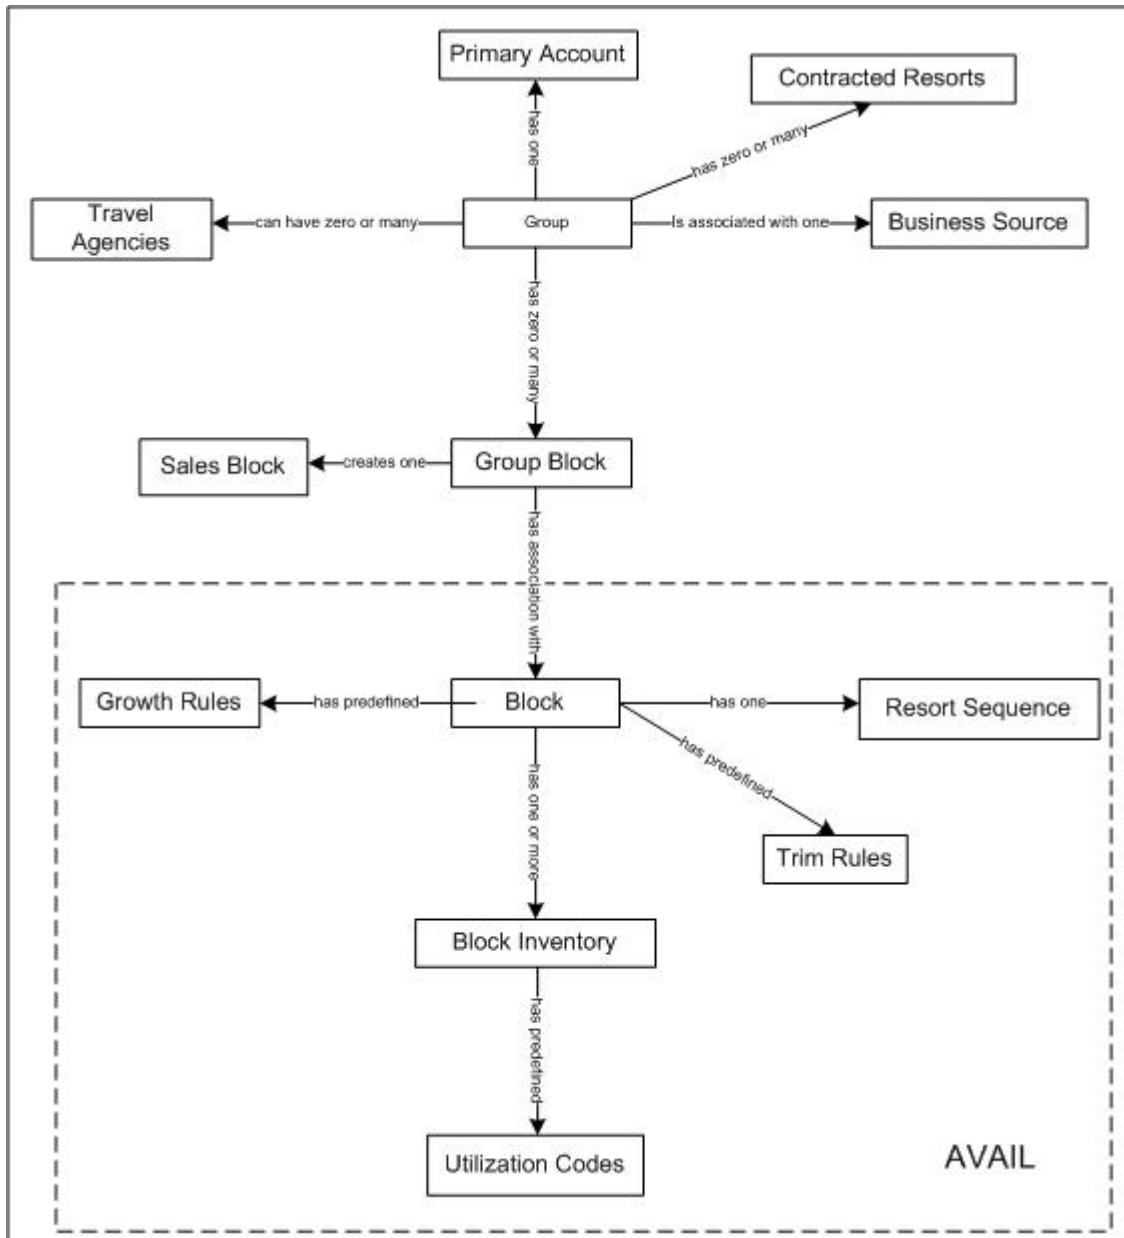 Primary Account
Contracted Resorts
has one
has zero or many
Travel
Agencies
can have zero or many
Group
Is associated with one
Business Source
has zero or many
Sales Block
creates one
Group Block
has association with
Growth Rules
has predefined
Block
has one
Resort Sequence
has predefined
Trim Rules
has one or more
Block Inventory
has predefined
Utilization Codes
AVAIL